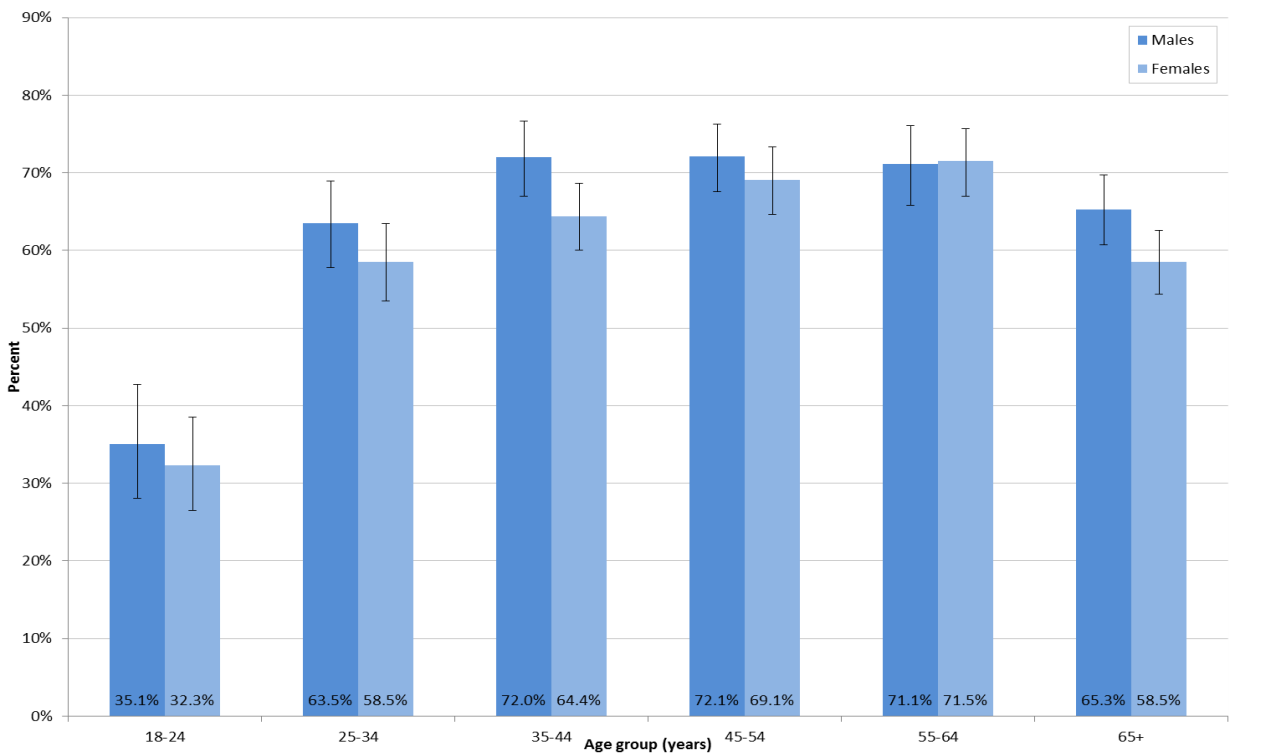 90%
80%
70%
60%
50%
40%
30%
20%
10%
0%
Percent
Males
Females
35.1% 32.3% 63.5% 58.5% 72.0% 64.4% 72.1% 69.1% 71.1% 71.5% 65.3% 58.5%
18-24 25-34 35-44 45-54 55-64 65+
Age group (years)